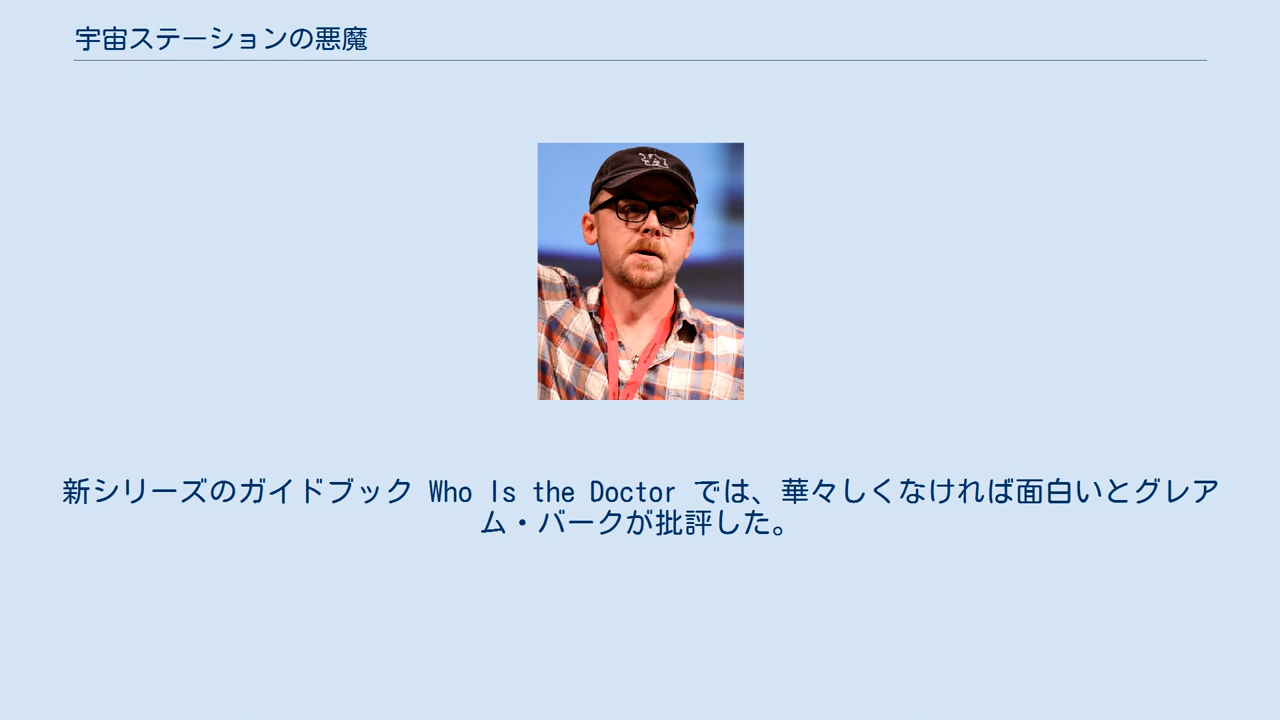 宇宙ステーションの悪魔
新シリーズのガイドブック Who Is the Doctor では、華々しくなければ面白いとグレア
ム・バークが批評した。